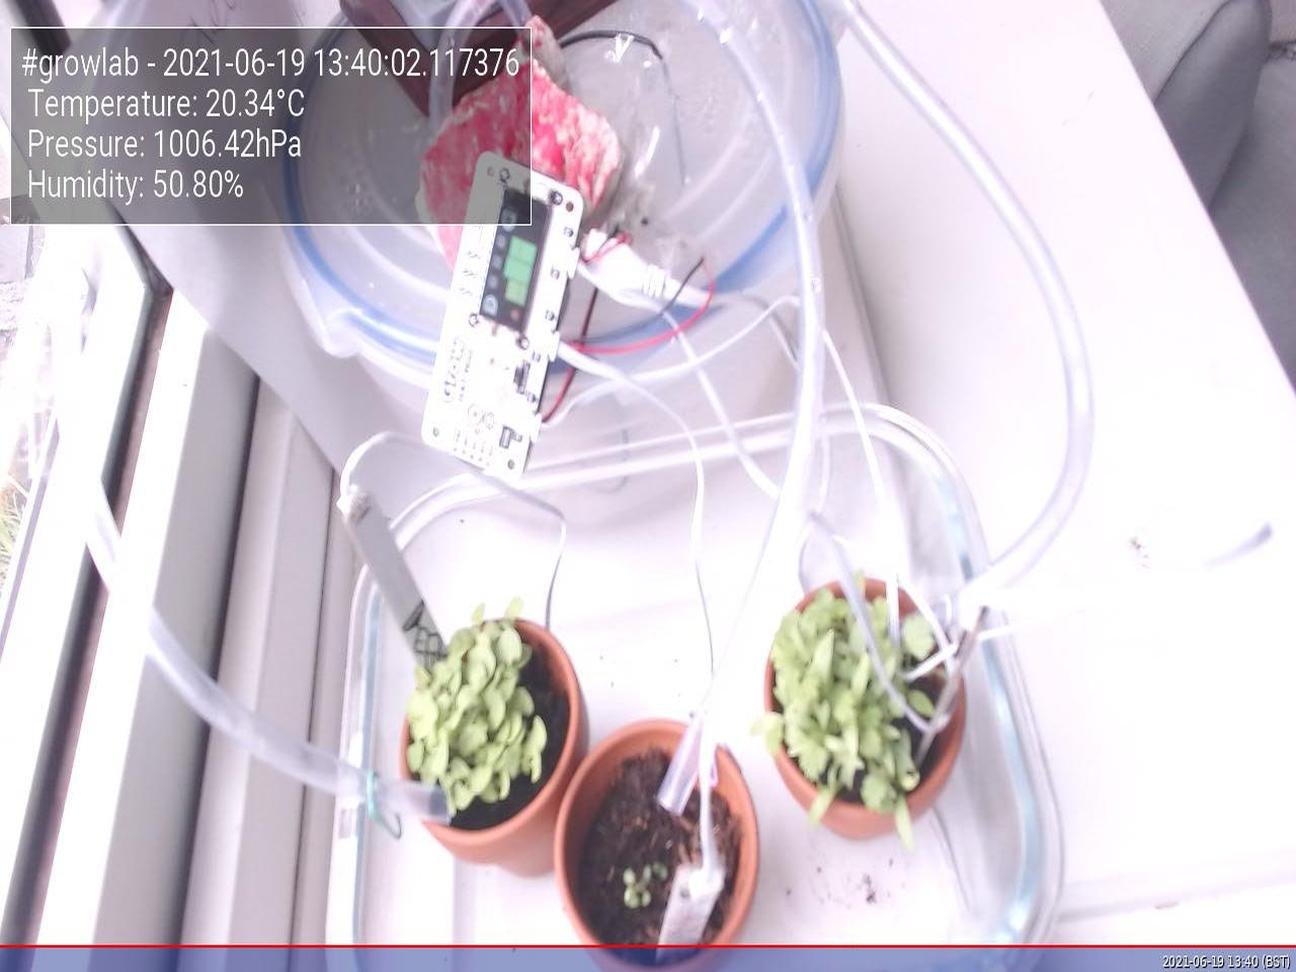 #growlab - 2021-06-19 13:40:02.117376
Temperature: 20.34°C
Pressure: 1006.42hPa
Humidity: 50.80%
2021-06-19 13:40 (BST)